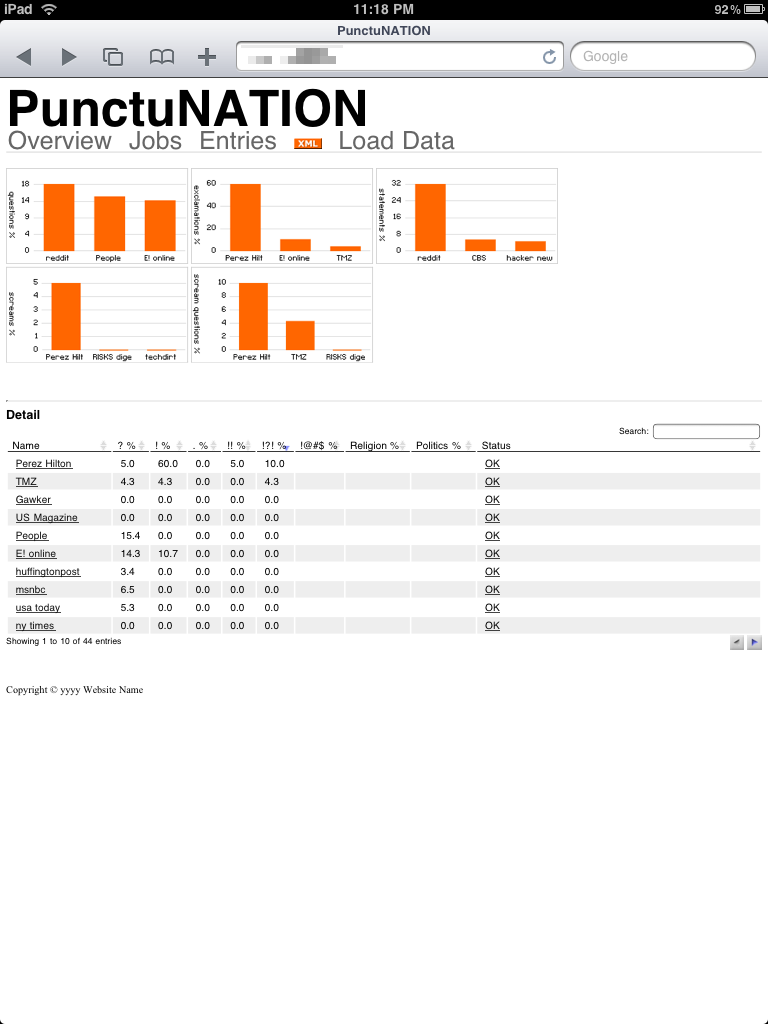 iPad 11:18 PM 92%
PunctuNATION
Google
PunctuNATION
Overview Jobs Entries XML Load Data
questions %
18
14
9
4
0
reddit People E! online
exclamations %
60
40
20
0
Perez Hilt E! online TMZ
statements %
32
24
16
8
0
reddit CBS hacker new
screams %
5
4
3
2
1
0
Perez Hilt RISKS dige techdirt
scream questions %
10
8
6
4
2
0
Perez Hilt TMZ RISKS dige
Detail
Search:
Name ? % ! % . % !! % !?! % !@#$ % Religion % Politics % Status
Perez Hilton 5.0 60.0 0.0 5.0 10.0 OK
TMZ 4.3 4.3 0.0 0.0 4.3 OK
Gawker 0.0 0.0 0.0 0.0 0.0 OK
US Magazine 0.0 0.0 0.0 0.0 0.0 OK
People 15.4 0.0 0.0 0.0 0.0 OK
E! online 14.3 10.7 0.0 0.0 0.0 OK
huffingtonpost 3.4 0.0 0.0 0.0 0.0 OK
msnbc 6.5 0.0 0.0 0.0 0.0 OK
usa today 5.3 0.0 0.0 0.0 0.0 OK
ny times 0.0 0.0 0.0 0.0 0.0 OK
Showing 1 to 10 of 44 entries
Copyright © yyyy Website Name